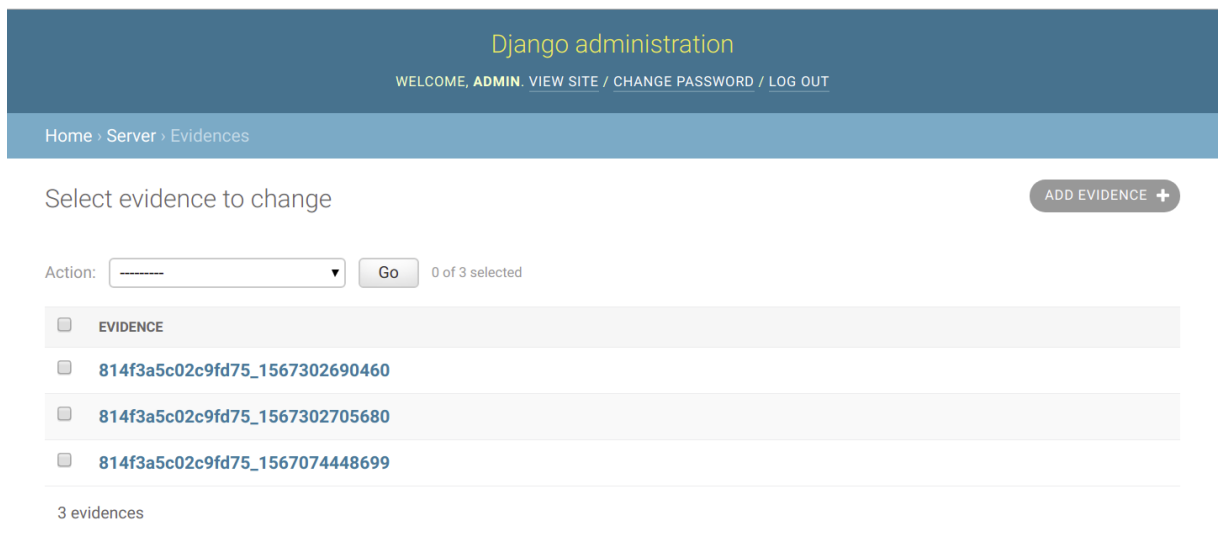 Django administration
WELCOME, ADMIN. VIEW SITE / CHANGE PASSWORD / LOG OUT
Home › Server › Evidences
Select evidence to change
ADD EVIDENCE +
Action: --------- Go 0 of 3 selected
EVIDENCE
814f3a5c02c9fd75_1567302690460
814f3a5c02c9fd75_1567302705680
814f3a5c02c9fd75_1567074448699
3 evidences